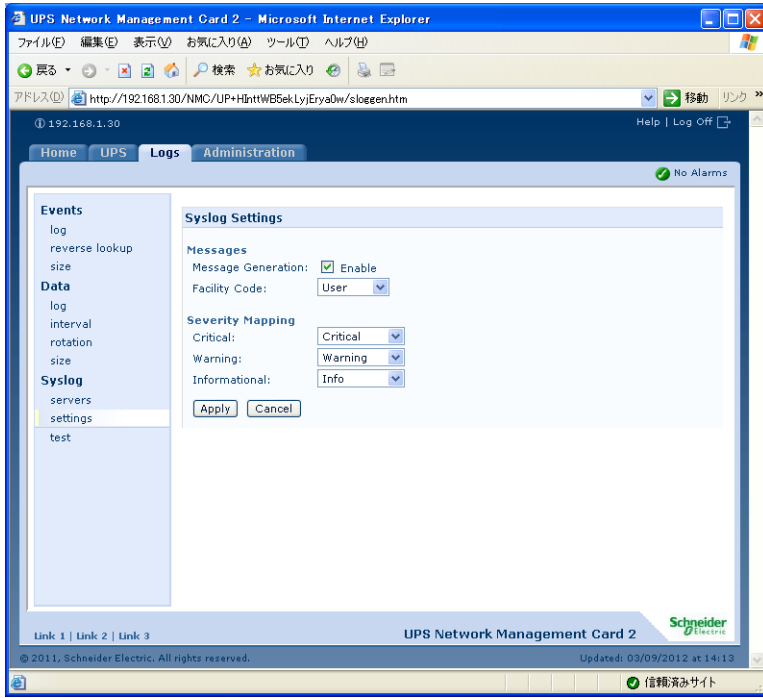 UPS Network Management Card 2 - Microsoft Internet Explorer
ファイル(F) 編集(E) 表示(V) お気に入り(A) ツール(T) ヘルプ(H)
戻る 検索 お気に入り
アドレス(D) http://192.168.1.30/NMC/UP+HInttWB5ekLyjErya0w/sloggen.htm 移動 リンク »
192.168.1.30 Help | Log Off
Home UPS Logs Administration
No Alarms
Events
log
reverse lookup
size
Data
log
interval
rotation
size
Syslog
servers
settings
test
Syslog Settings
Messages
Message Generation: Enable
Facility Code: User
Severity Mapping
Critical: Critical
Warning: Warning
Informational: Info
Apply Cancel
Link 1 | Link 2 | Link 3 UPS Network Management Card 2 Schneider Electric
© 2011, Schneider Electric. All rights reserved. Updated: 03/09/2012 at 14:13
信頼済みサイト